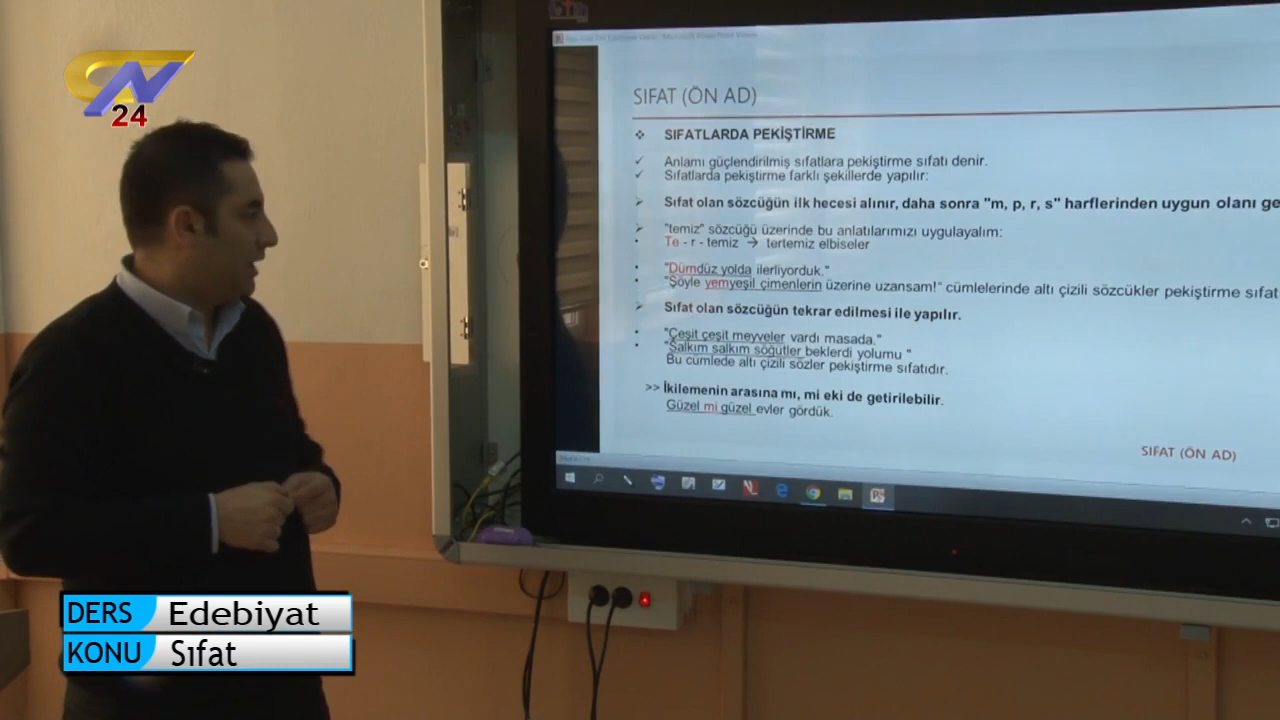 CN
24
SIFAT (ÖN AD)
SIFATLARDA PEKİŞTİRME
Anlamı güçlendirilmiş sıfatlara pekiştirme sıfatı denir.
Sıfatlarda pekiştirme farklı şekillerde yapılır:
Sıfat olan sözcüğün ilk hecesi alınır, daha sonra "m, p, r, s" harflerinden uygun olanı ge
"temiz" sözcüğü üzerinde bu anlatılarımızı uygulayalım:
Te - r - temiz → tertemiz elbiseler
"Dümdüz yolda ilerliyorduk."
"Şöyle yemyeşil çimenlerin üzerine uzansam!" cümlelerinde altı çizili sözcükler pekiştirme sıfat
Sıfat olan sözcüğün tekrar edilmesi ile yapılır.
"Çeşit çeşit meyveler vardı masada."
"Salkım salkım söğütler beklerdi yolumu "
Bu cümlede altı çizili sözler pekiştirme sıfatıdır.
>> İkilemenin arasına mı, mi eki de getirilebilir.
Güzel mi güzel evler gördük.
SIFAT (ÖN AD)
DERS Edebiyat
KONU Sıfat